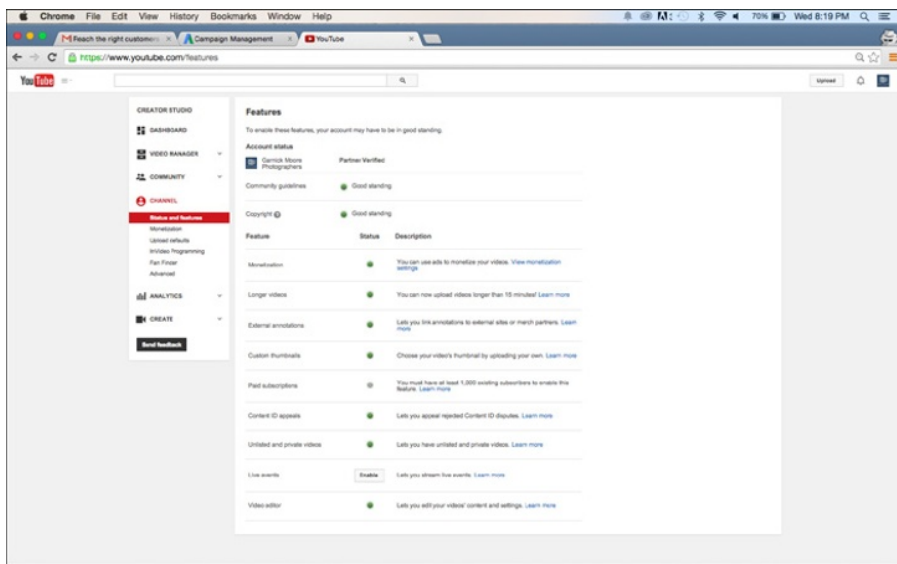 Chrome File Edit View History Bookmarks Window Help 70% Wed 8:19 PM
Reach the right customers Campaign Management YouTube
https://www.youtube.com/features
YouTube Upload
CREATOR STUDIO
DASHBOARD
VIDEO MANAGER
COMMUNITY
CHANNEL
Status and features
Monetization
Upload defaults
InVideo Programming
Fan Finder
Advanced
ANALYTICS
CREATE
Send feedback
Features
To enable these features, your account may have to be in good standing.
Account status
Garrick Moore
Photographers
Partner Verified
Community guidelines Good standing
Copyright Good standing
Feature Status Description
Monetization You can use ads to monetize your videos. View monetization
settings
Longer videos You can now upload videos longer than 15 minutes! Learn more
External annotations Lets you link annotations to external sites or merch partners. Learn
more
Custom thumbnails Choose your video's thumbnail by uploading your own. Learn more
Paid subscriptions You must have at least 1,000 existing subscribers to enable this
feature. Learn more
Content ID appeals Lets you appeal rejected Content ID disputes. Learn more
Unlisted and private videos Lets you have unlisted and private videos. Learn more
Live events Enable Lets you stream live events. Learn more
Video editor Lets you edit your videos' content and settings. Learn more